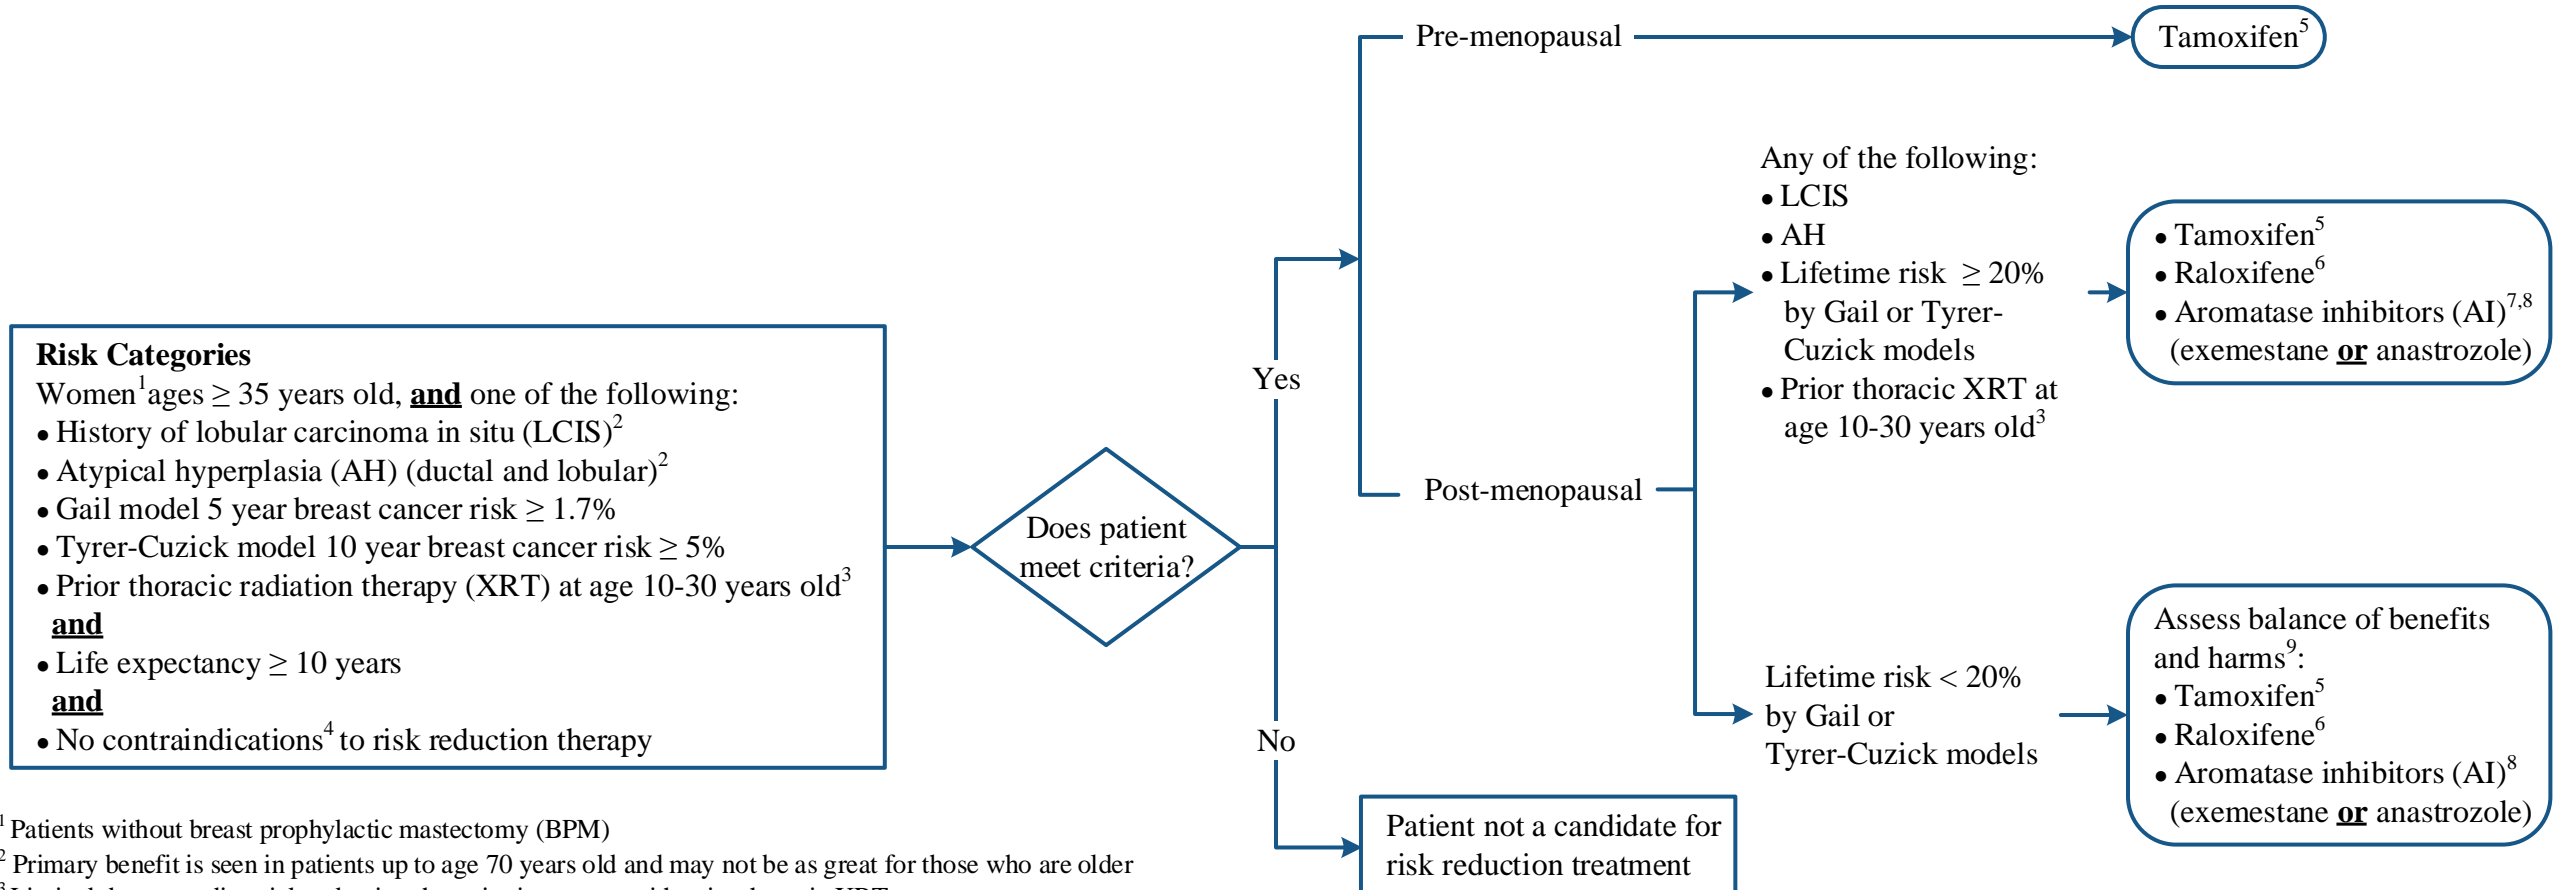 Pre-menopausal
Tamoxifen5
Any of the following:
• LCIS
• AH
• Lifetime risk ≥ 20%
by Gail or Tyrer-
Cuzick models
• Prior thoracic XRT at
age 10-30 years old3
• Tamoxifen5
• Raloxifene6
• Aromatase inhibitors (AI)7,8
(exemestane or anastrozole)
Risk Categories
Women1ages ≥ 35 years old, and one of the following:
• History of lobular carcinoma in situ (LCIS)2
• Atypical hyperplasia (AH) (ductal and lobular)2
• Gail model 5 year breast cancer risk ≥ 1.7%
• Tyrer-Cuzick model 10 year breast cancer risk ≥ 5%
• Prior thoracic radiation therapy (XRT) at age 10-30 years old3
and
• Life expectancy ≥ 10 years
and
• No contraindications4 to risk reduction therapy
Does patient
meet criteria?
Yes
No
Post-menopausal
Lifetime risk < 20%
by Gail or
Tyrer-Cuzick models
Assess balance of benefits
and harms9:
• Tamoxifen5
• Raloxifene6
• Aromatase inhibitors (AI)8
(exemestane or anastrozole)
Patient not a candidate for
risk reduction treatment
1 Patients without breast prophylactic mastectomy (BPM)
2 Primary benefit is seen in patients up to age 70 years old and may not be as great for those who are older